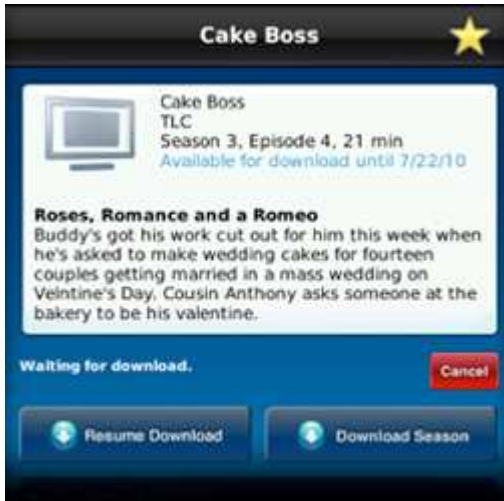 Cake Boss
Cake Boss
TLC
Season 3, Episode 4, 21 min
Available for download until 7/22/10
Roses, Romance and a Romeo
Buddy's got his work cut out for him this week when
he's asked to make wedding cakes for fourteen
couples getting married in a mass wedding on
Velntine's Day. Cousin Anthony asks someone at the
bakery to be his valentine.
Waiting for download.
Cancel
Resume Download
Download Season